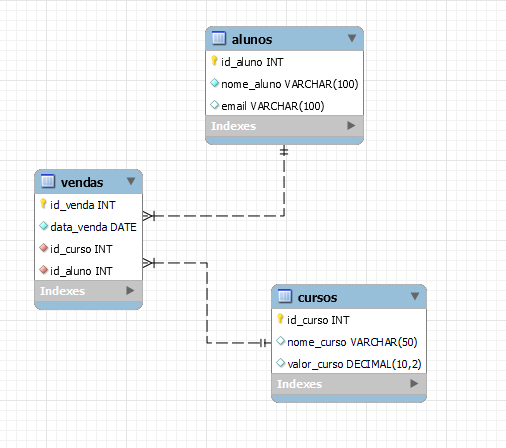 alunos
id_aluno INT
nome_aluno VARCHAR(100)
email VARCHAR(100)
Indexes
vendas
id_venda INT
data_venda DATE
id_curso INT
id_aluno INT
Indexes
cursos
id_curso INT
nome_curso VARCHAR(50)
valor_curso DECIMAL(10,2)
Indexes